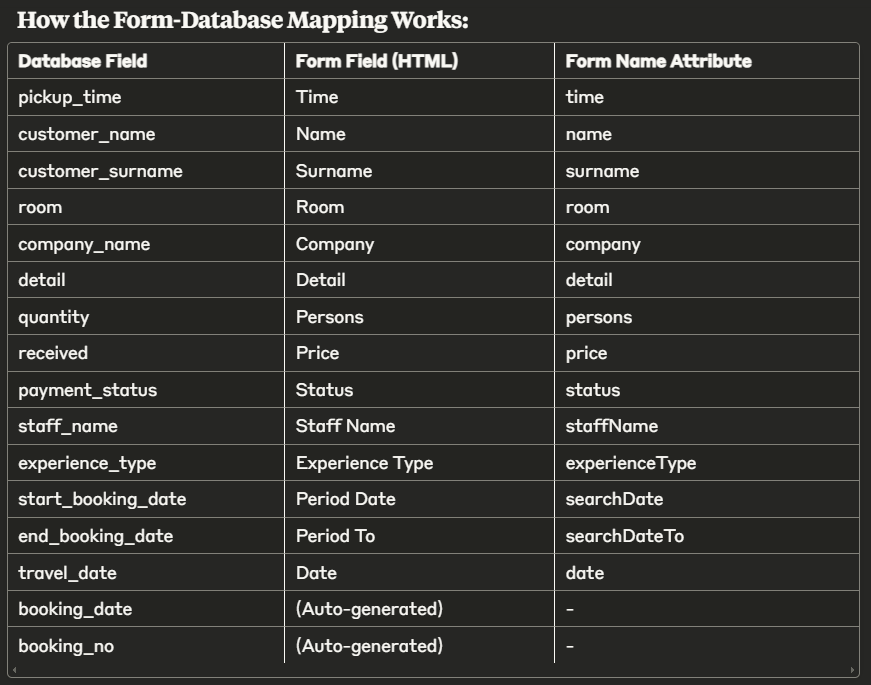 How the Form-Database Mapping Works:
Database Field Form Field (HTML) Form Name Attribute
pickup_time Time time
customer_name Name name
customer_surname Surname surname
room Room room
company_name Company company
detail Detail detail
quantity Persons persons
received Price price
payment_status Status status
staff_name Staff Name staffName
experience_type Experience Type experienceType
start_booking_date Period Date searchDate
end_booking_date Period To searchDateTo
travel_date Date date
booking_date (Auto-generated) -
booking_no (Auto-generated) -